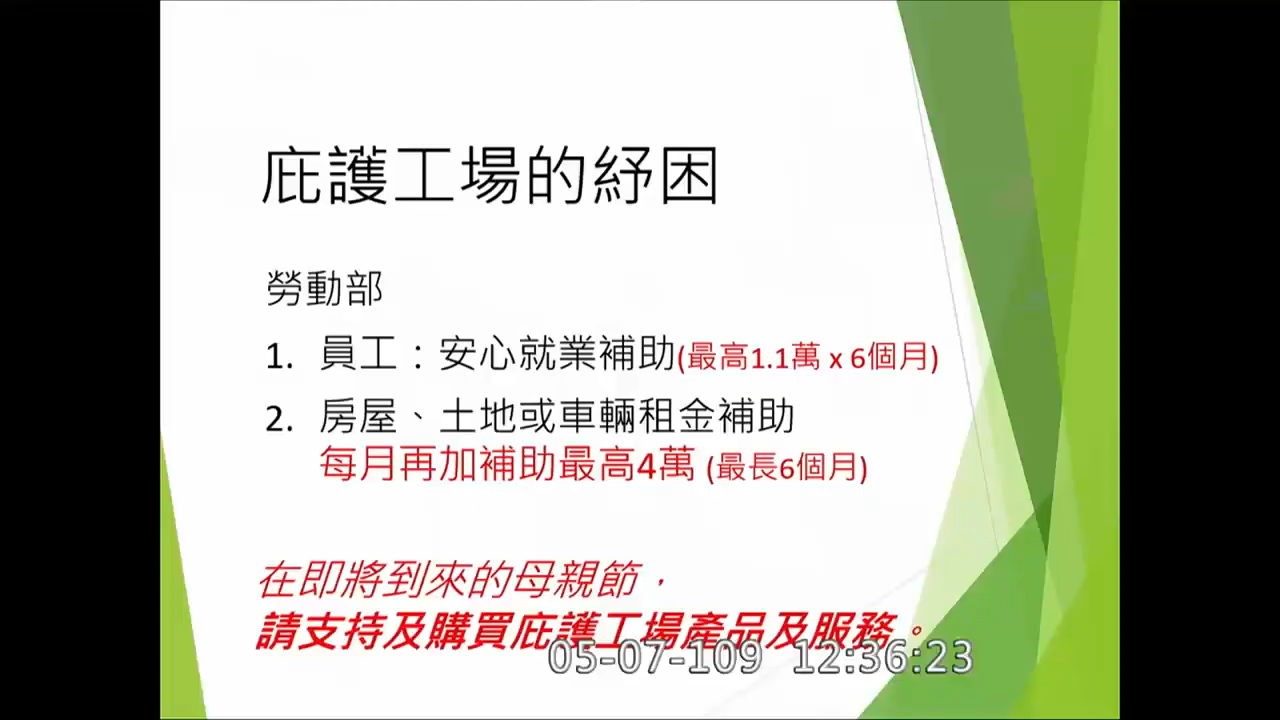 庇護工場的紓困
勞動部
1. 員工：安心就業補助(最高1.1萬 x 6個月)
2. 房屋、土地或車輛租金補助
每月再加補助最高4萬 (最長6個月)
在即將到來的母親節，
請支持及購買庇護工場產品及服務。
05-07-109 12:36:23